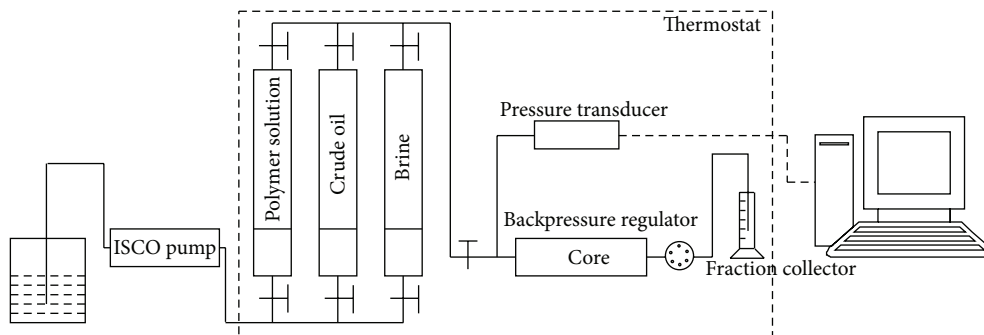 Thermostat
Polymer solution
Crude oil
Brine
Pressure transducer
ISCO pump
Backpressure regulator
Core
Fraction collector